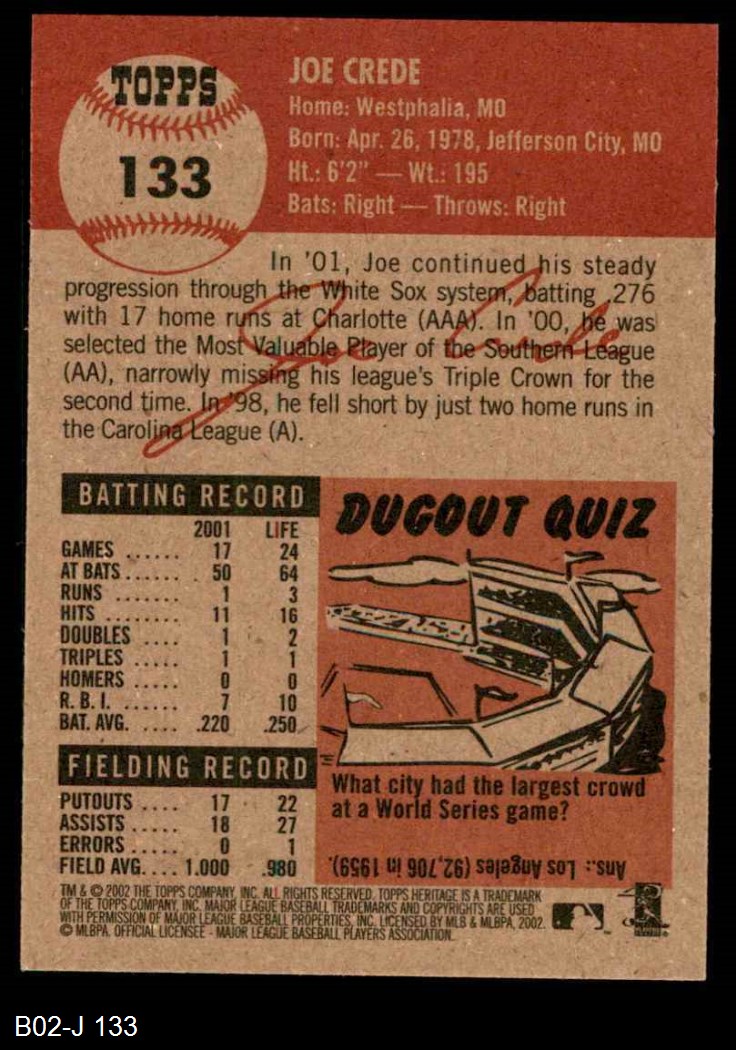 TOPPS
133
JOE CREDE
Home: Westphalia, MO
Born: Apr. 26, 1978, Jefferson City, MO
Ht.: 6'2" — Wt.: 195
Bats: Right — Throws: Right
In '01, Joe continued his steady
progression through the White Sox system, batting .276
with 17 home runs at Charlotte (AAA). In '00, he was
selected the Most Valuable Player of the Southern League
(AA), narrowly missing his league's Triple Crown for the
second time. In '98, he fell short by just two home runs in
the Carolina League (A).
Joe Crede
BATTING RECORD
2001 LIFE
GAMES ...... 17 24
AT BATS...... 50 64
RUNS ....... 1 3
HITS ........ 11 16
DOUBLES .... 1 2
TRIPLES ..... 1 1
HOMERS ..... 0 0
R. B. I. ...... 7 10
BAT. AVG. .... .220 .250
FIELDING RECORD
PUTOUTS .... 17 22
ASSISTS ..... 18 27
ERRORS ..... 0 1
FIELD AVG.... 1.000 .980
DUGOUT QUIZ
What city had the largest crowd
at a World Series game?
Ans.: Los Angeles (92,706 in 1959).
TM & © 2002 THE TOPPS COMPANY, INC. ALL RIGHTS RESERVED. TOPPS HERITAGE IS A TRADEMARK
OF THE TOPPS COMPANY, INC. MAJOR LEAGUE BASEBALL TRADEMARKS AND COPYRIGHTS ARE USED
WITH PERMISSION OF MAJOR LEAGUE BASEBALL PROPERTIES, INC. LICENSED BY MLB & MLBPA, 2002.
© MLBPA. OFFICIAL LICENSEE - MAJOR LEAGUE BASEBALL PLAYERS ASSOCIATION.
B02-J 133